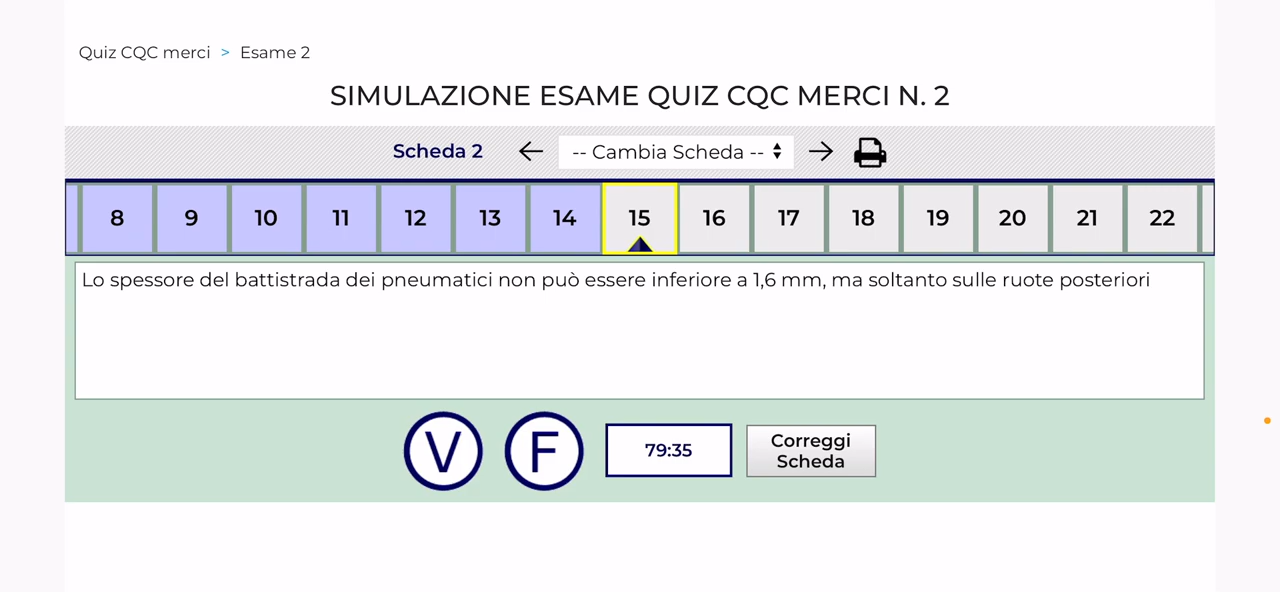 Quiz CQC merci > Esame 2
SIMULAZIONE ESAME QUIZ CQC MERCI N. 2
Scheda 2 ← -- Cambia Scheda -- →
8 9 10 11 12 13 14 15 16 17 18 19 20 21 22
Lo spessore del battistrada dei pneumatici non può essere inferiore a 1,6 mm, ma soltanto sulle ruote posteriori
V F 79:35 Correggi
Scheda